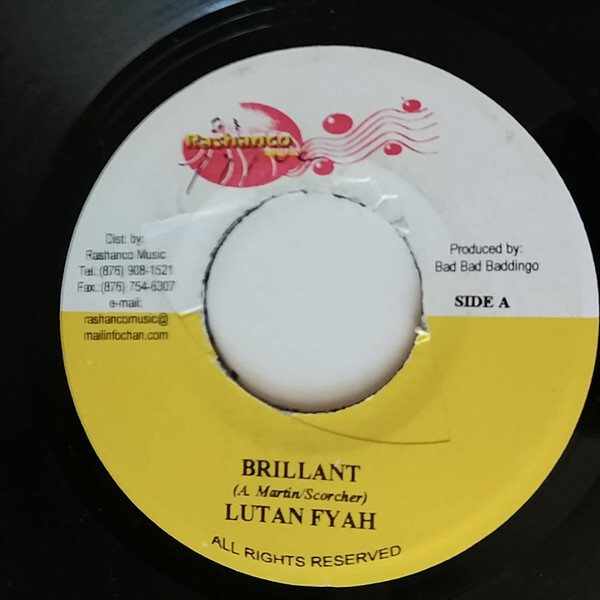 Rashanco
Dist. by:
Rashanco Music
Tel.:(876) 908-1521
Fax.:(876) 754-6307
e-mail:
rashancomusic@
mailinfochan.com
Produced by:
Bad Bad Baddingo
SIDE A
BRILLANT
(A. Martin/Scorcher)
LUTAN FYAH
ALL RIGHTS RESERVED